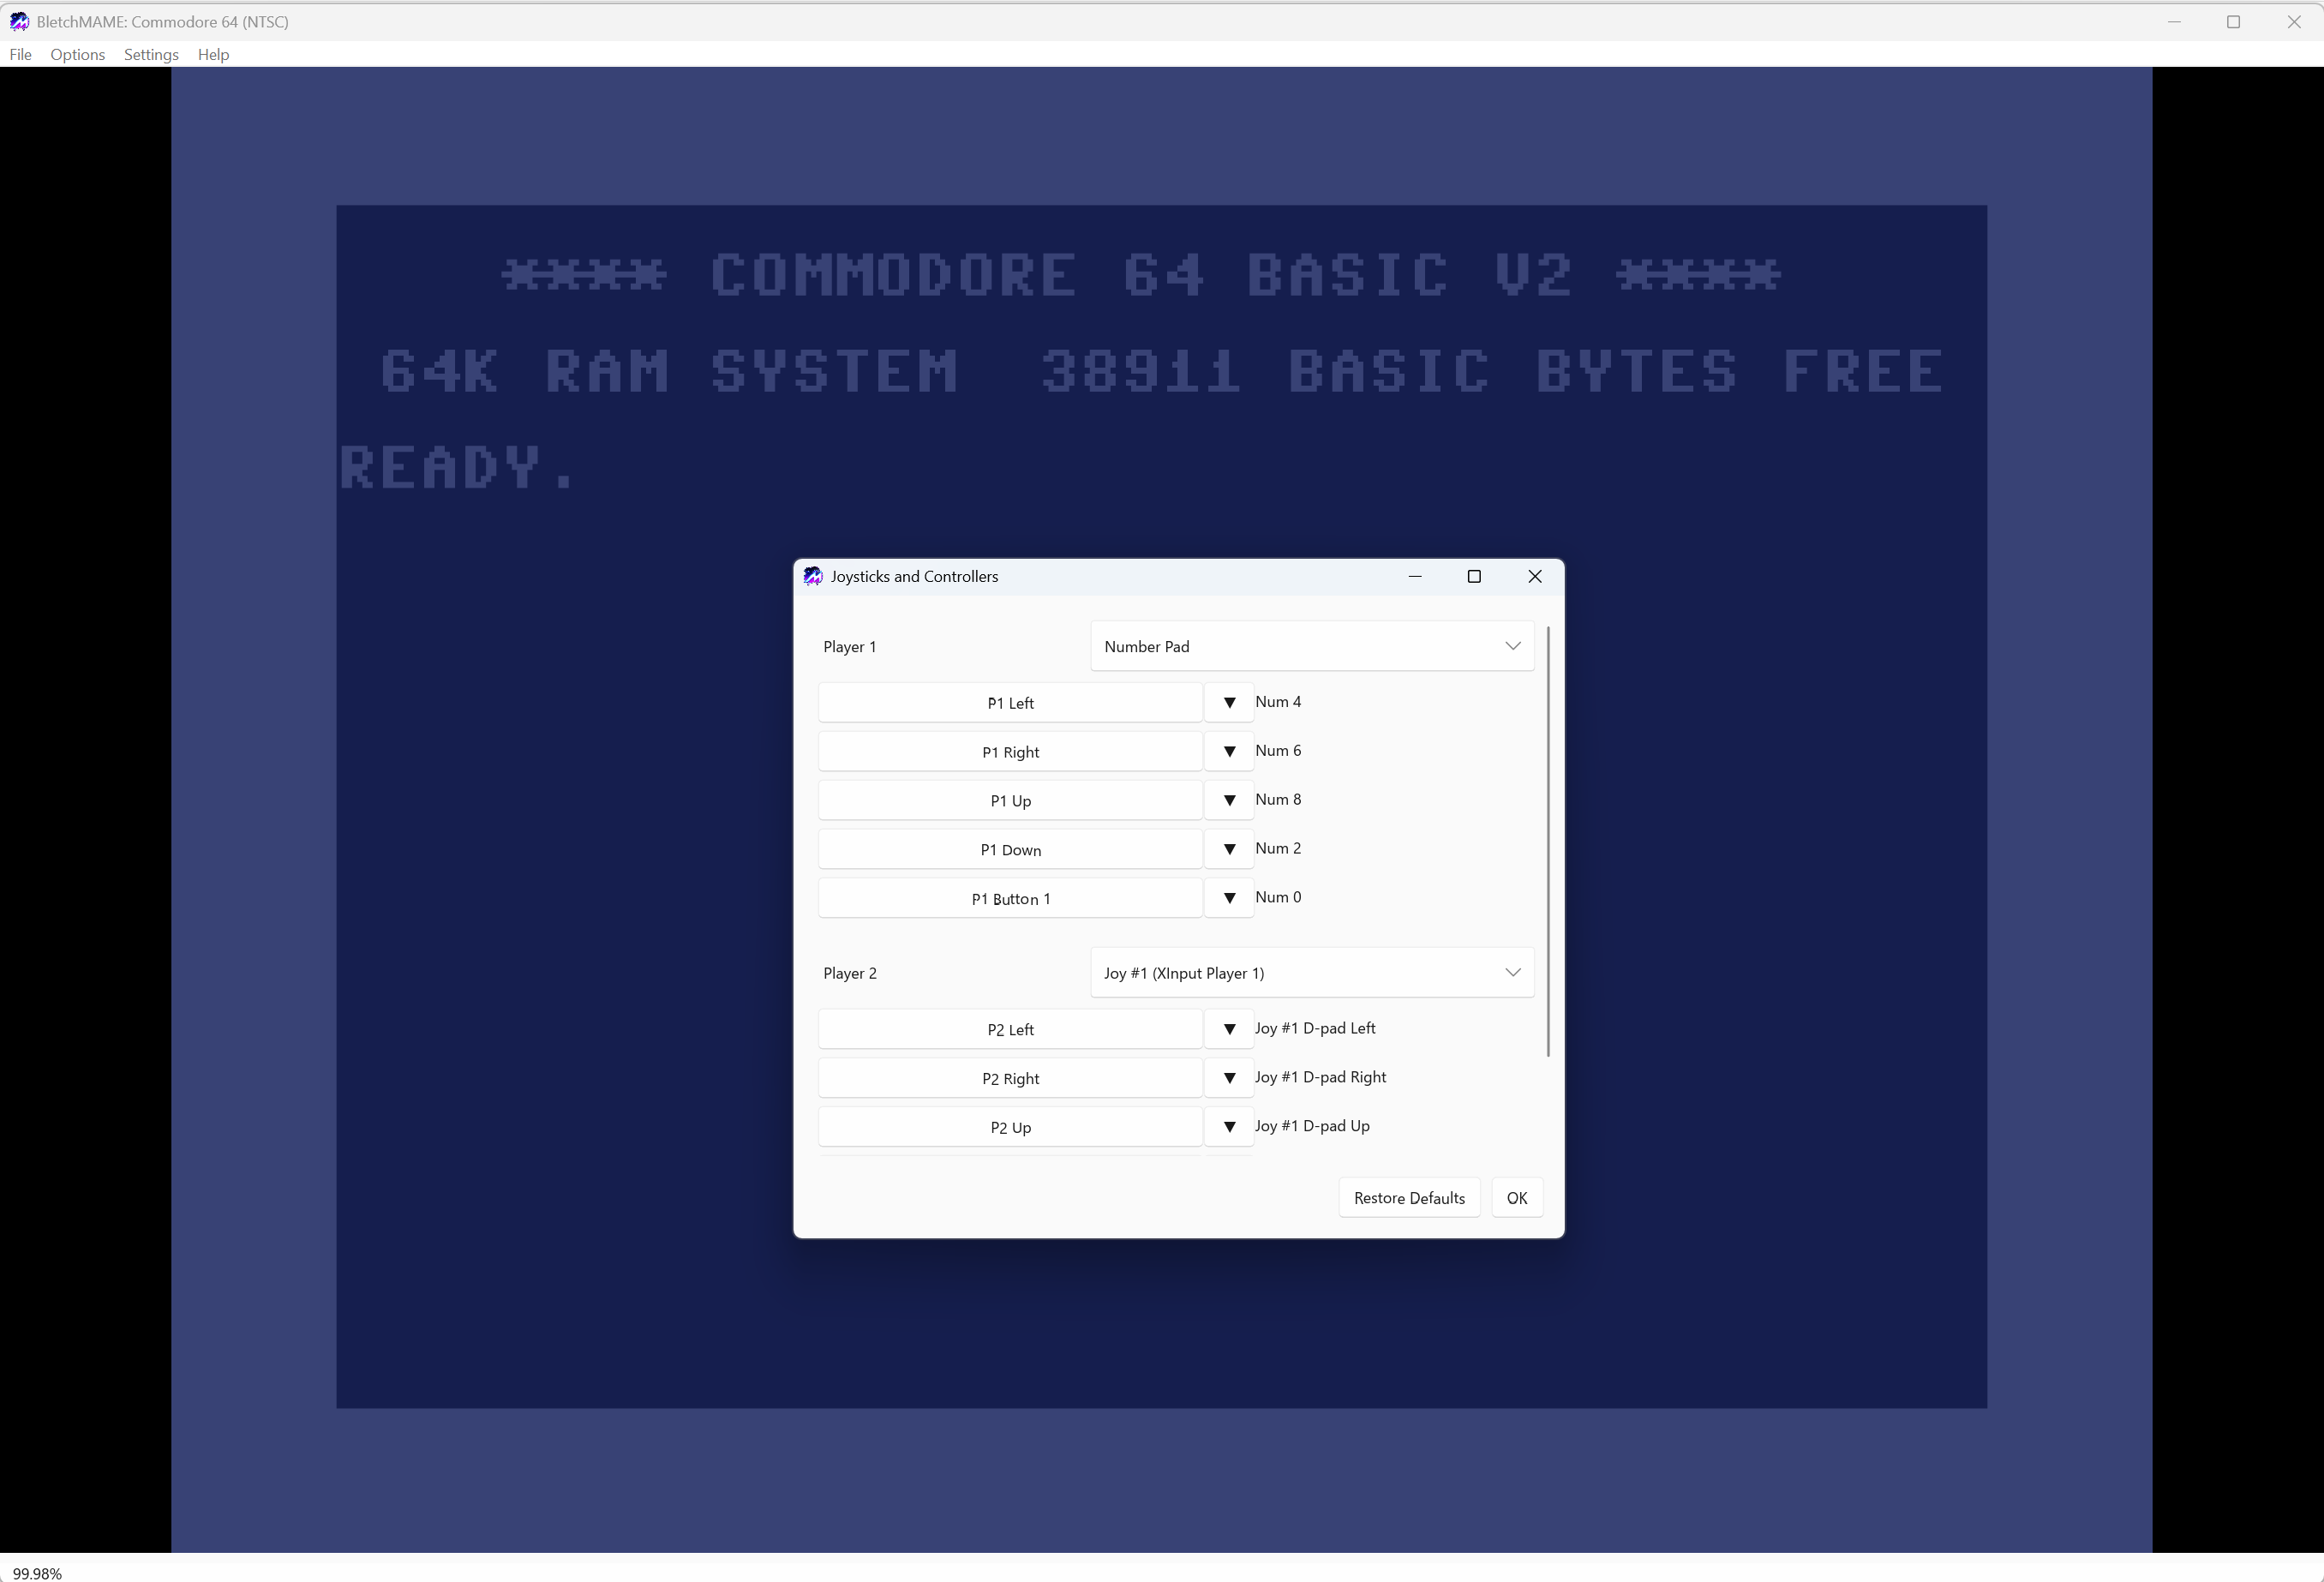 BletchMAME: Commodore 64 (NTSC)
File Options Settings Help
**** COMMODORE 64 BASIC V2 ****
64K RAM SYSTEM 38911 BASIC BYTES FREE
READY.
Joysticks and Controllers
Player 1 Number Pad
P1 Left ▼ Num 4
P1 Right ▼ Num 6
P1 Up ▼ Num 8
P1 Down ▼ Num 2
P1 Button 1 ▼ Num 0
Player 2 Joy #1 (XInput Player 1)
P2 Left ▼ Joy #1 D-pad Left
P2 Right ▼ Joy #1 D-pad Right
P2 Up ▼ Joy #1 D-pad Up
Restore Defaults OK
99.98%